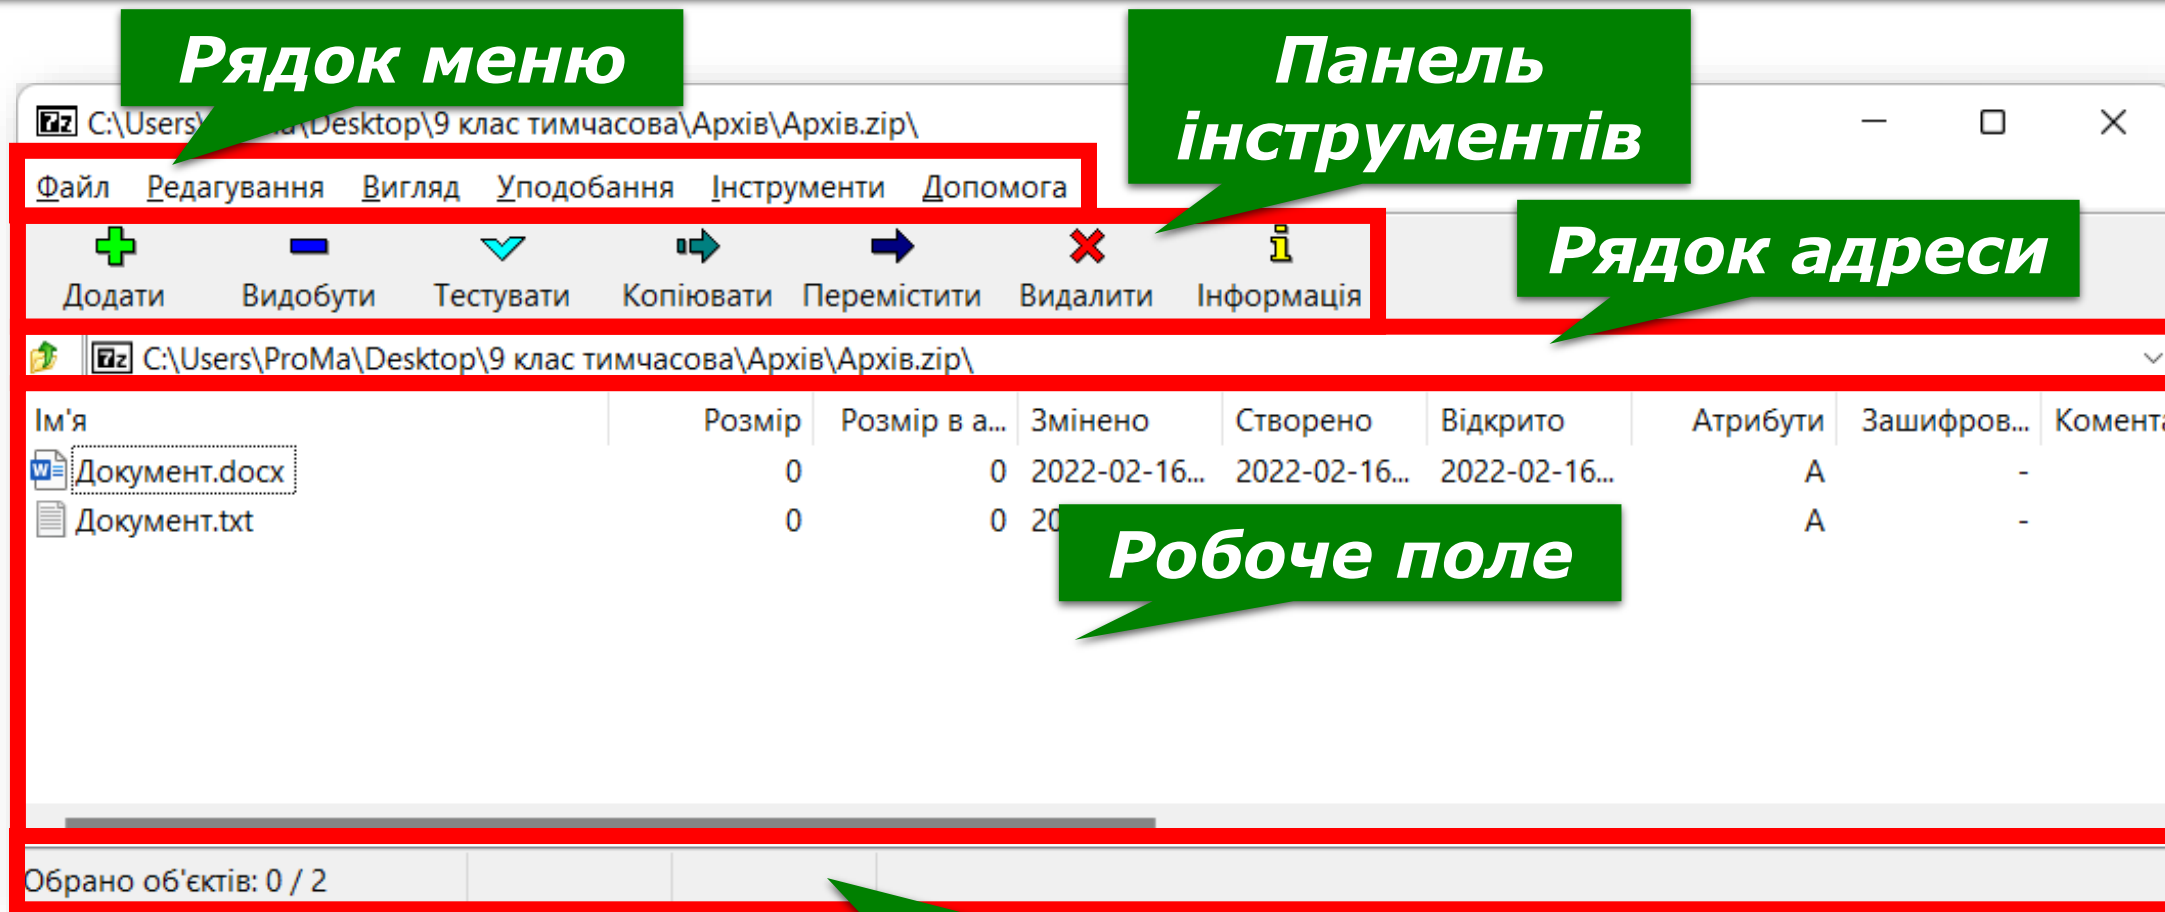 Рядок меню
Панель
інструментів
C:\Users\ \Desktop\9 клас тимчасова\Архів\Архів.zip\
Файл Редагування Вигляд Уподобання Інструменти Допомога
Рядок адреси
Додати Видобути Тестувати Копіювати Перемістити Видалити Інформація
C:\Users\ProMa\Desktop\9 клас тимчасова\Архів\Архів.zip\
Ім'я Розмір Розмір в а... Змінено Створено Відкрито Атрибути Зашифров...
Документ.docx 0 0 2022-02-16... 2022-02-16... 2022-02-16... A -
Документ.txt 0 0 A -
Робоче поле
Обрано об'єктів: 0 / 2